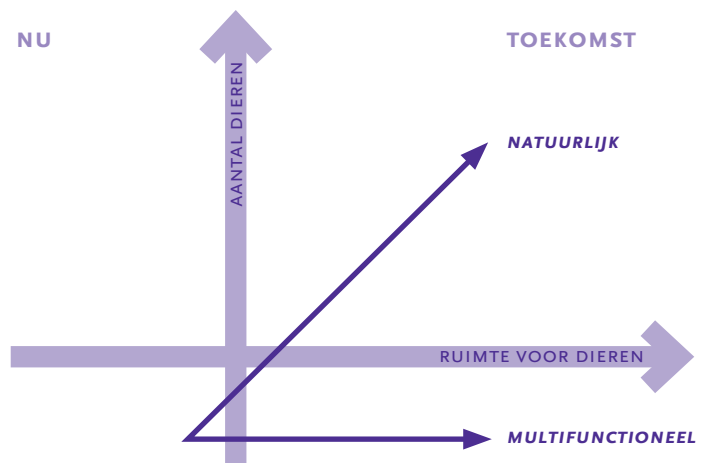 NU
TOEKOMST
AANTAL DIEREN
NATUURLIJK
RUIMTE VOOR DIEREN
MULTIFUNCTIONEEL